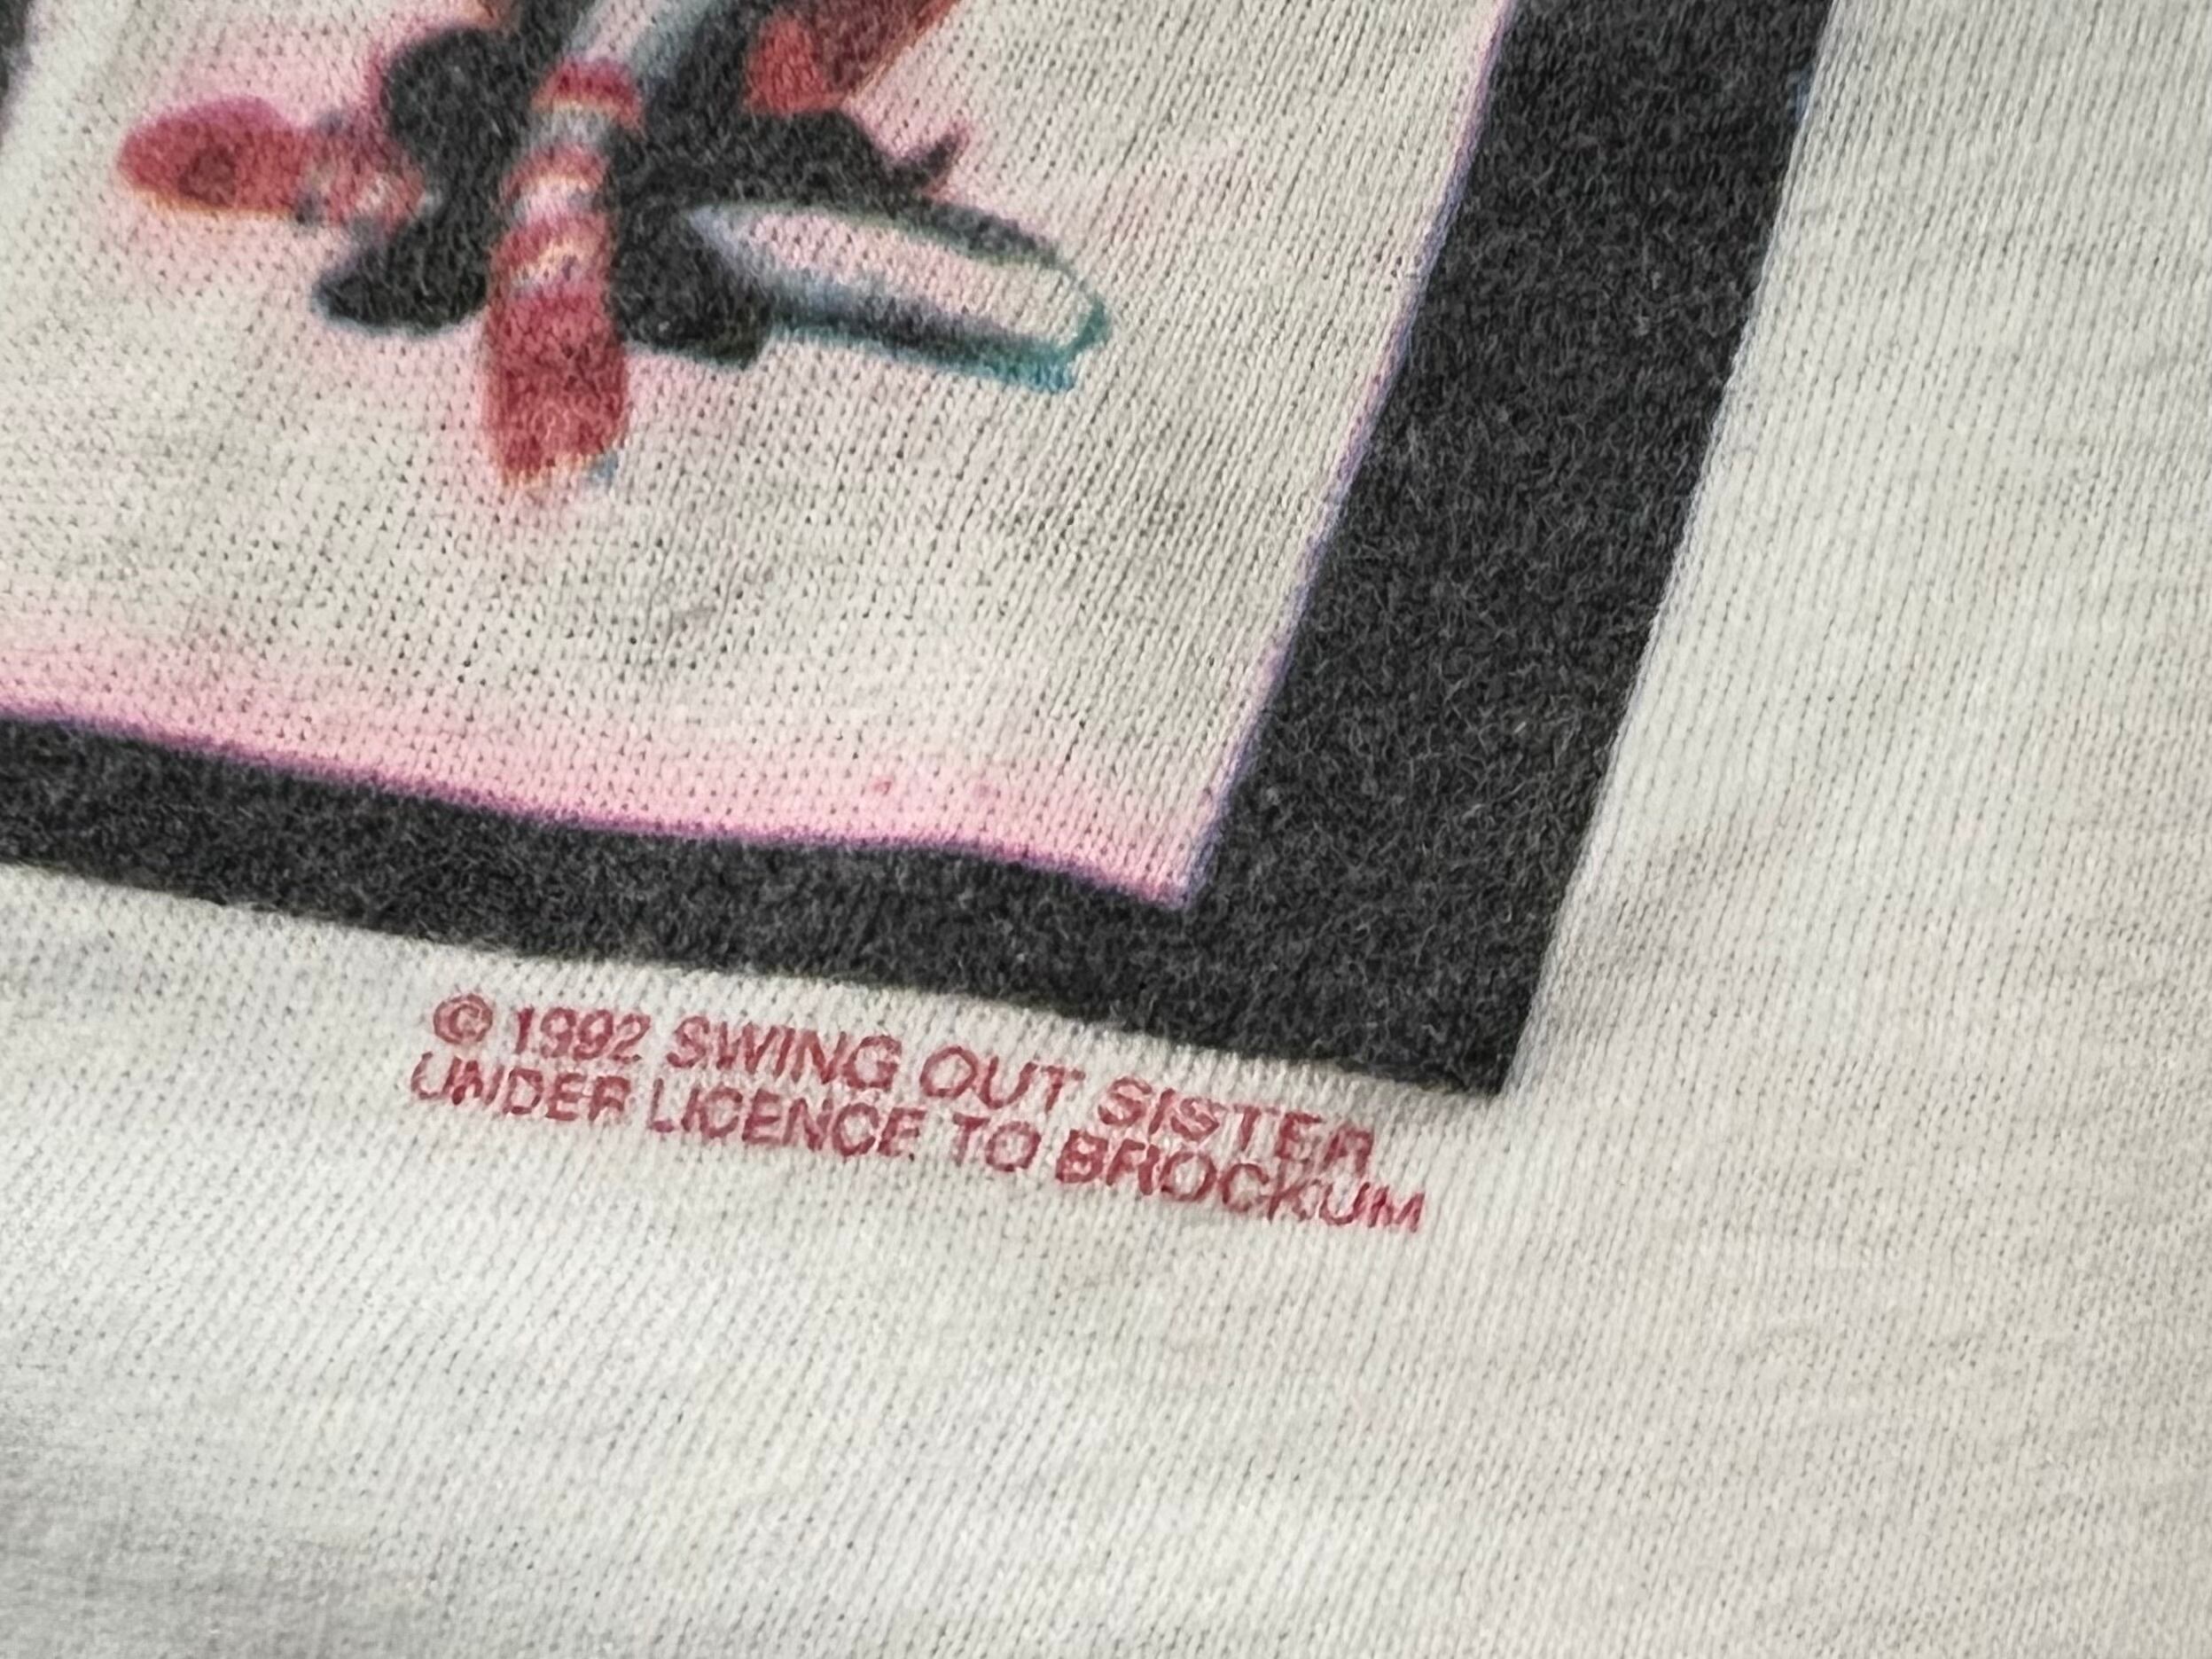 © 1992 SWING OUT SISTER
UNDER LICENCE TO BROCKUM